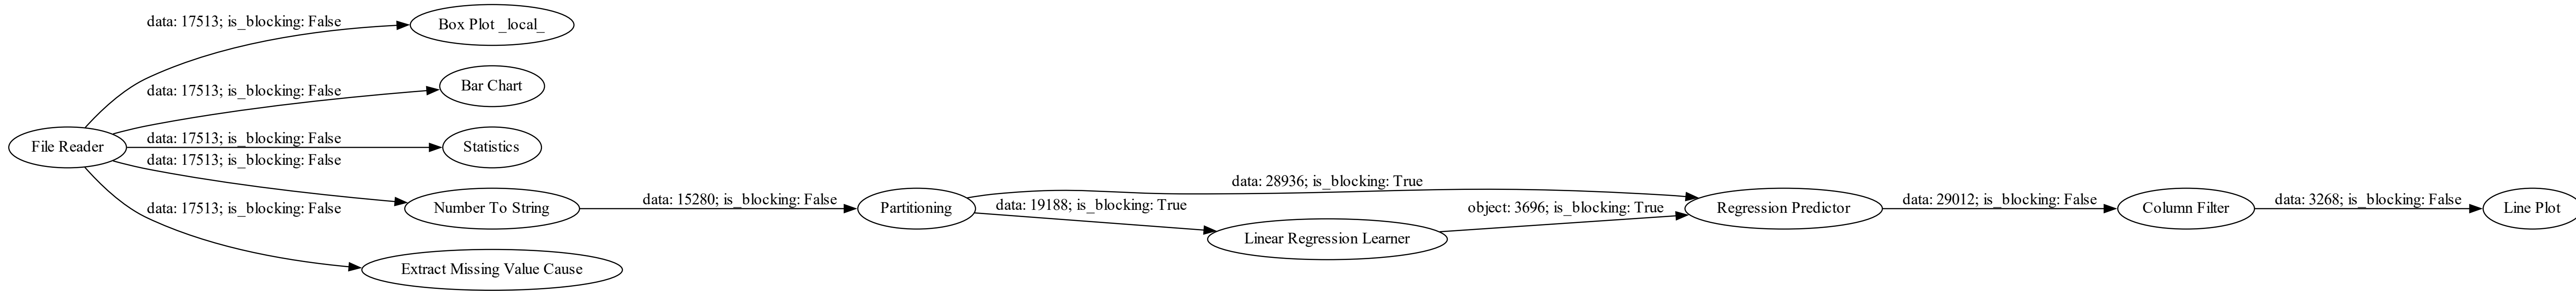 data: 17513; is_blocking: False
Box Plot _local_
data: 17513; is_blocking: False
Bar Chart
File Reader
data: 17513; is_blocking: False
Statistics
data: 17513; is_blocking: False
Number To String
data: 17513; is_blocking: False
Extract Missing Value Cause
data: 15280; is_blocking: False
Partitioning
data: 28936; is_blocking: True
data: 19188; is_blocking: True
Linear Regression Learner
object: 3696; is_blocking: True
Regression Predictor
data: 29012; is_blocking: False
Column Filter
data: 3268; is_blocking: False
Line Plot